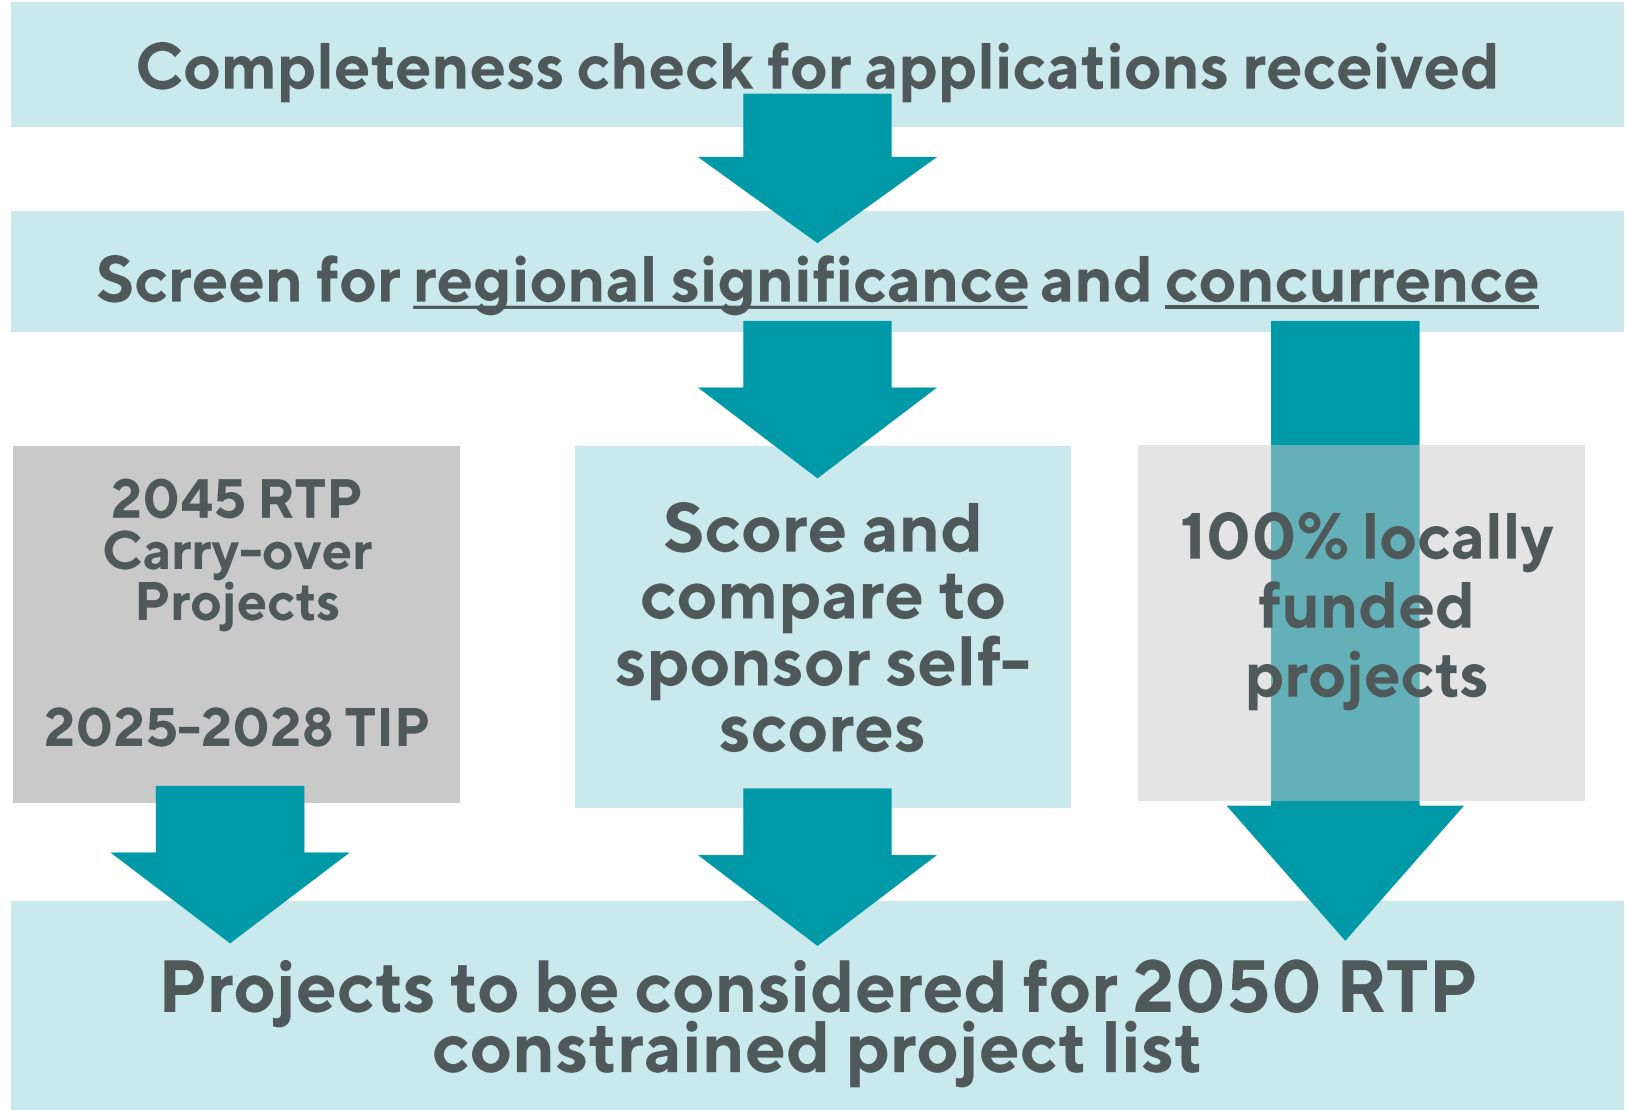 Completeness check for applications received
Screen for regional significance and concurrence
2045 RTP
Carry-over
Projects
2025-2028 TIP
Score and
compare to
sponsor self-
scores
100% locally
funded
projects
Projects to be considered for 2050 RTP
constrained project list